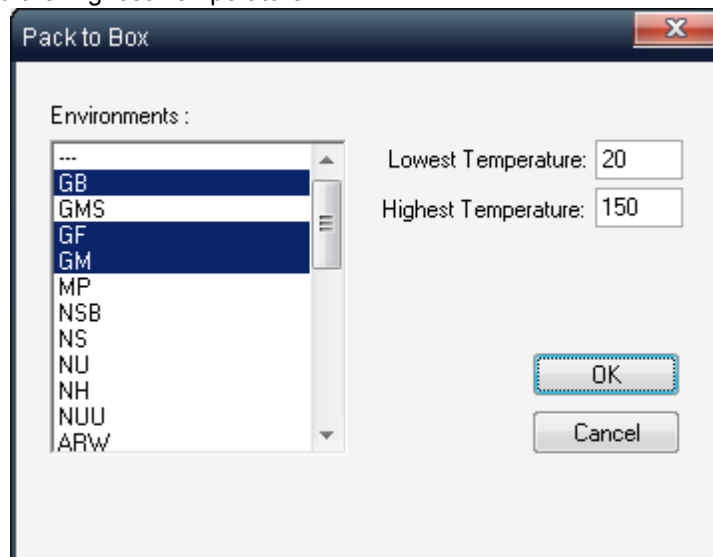 Pack to Box
Environments :
---
GB
GMS
GF
GM
MP
NSB
NS
NU
NH
NUU
ARW
Lowest Temperature: 20
Highest Temperature: 150
OK
Cancel